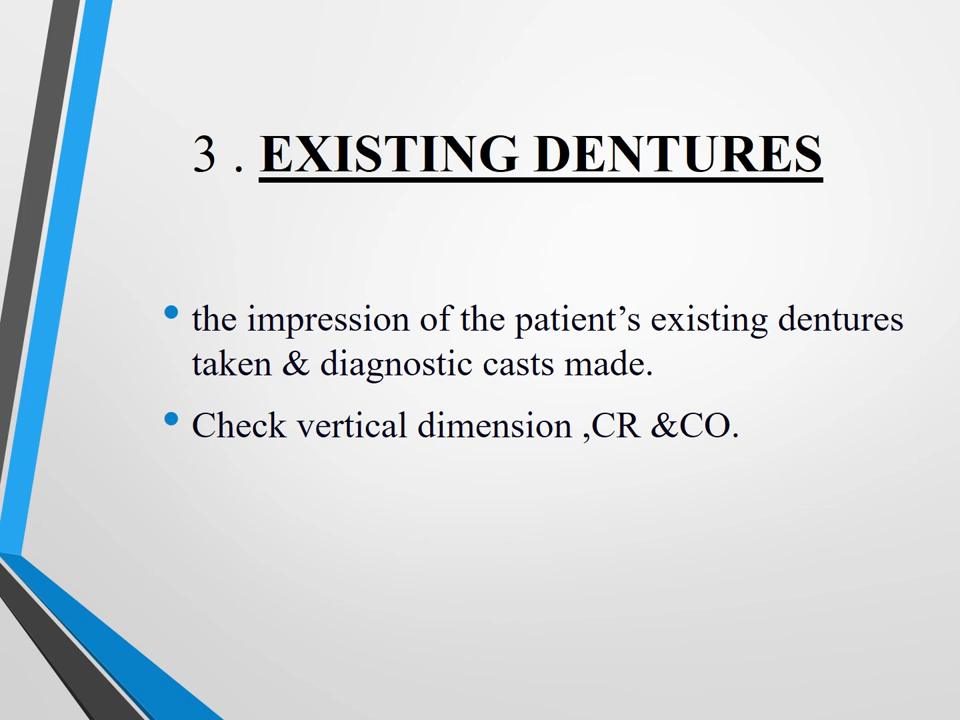 3 . EXISTING DENTURES
• the impression of the patient’s existing dentures
taken & diagnostic casts made.
• Check vertical dimension ,CR &CO.